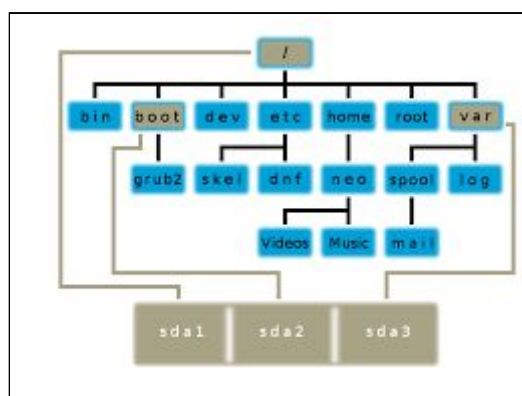 /
bin boot dev etc home root var
grub2 skel dnf neo spool log
Videos Music mail
sda1 sda2 sda3